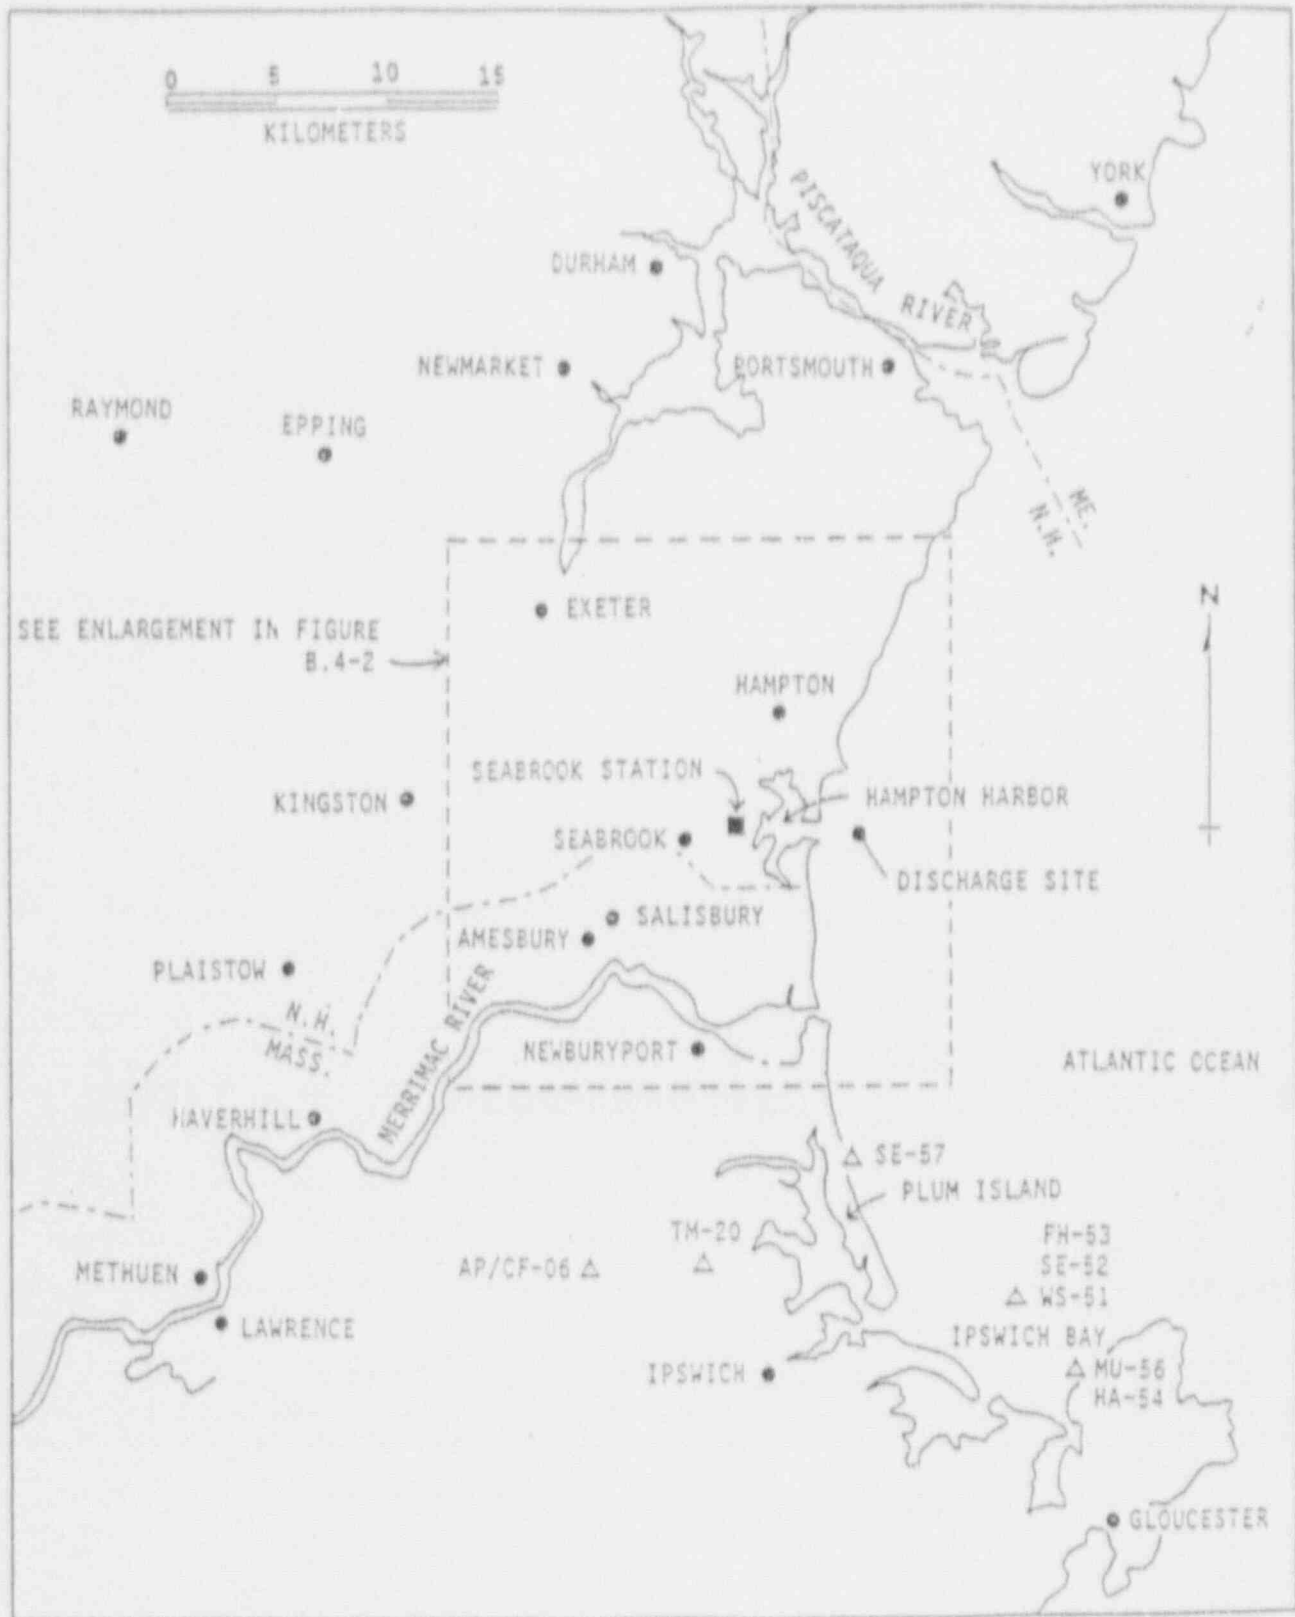 0 5 10 15
KILOMETERS
YORK
PISCATAQUA RIVER
DURHAM
NEWMARKET
PORTSMOUTH
RAYMOND
EPPING
ME.
N.H.
EXETER
N
SEE ENLARGEMENT IN FIGURE
B.4-2
HAMPTON
SEABROOK STATION
KINGSTON
HAMPTON HARBOR
SEABROOK
DISCHARGE SITE
SALISBURY
AMESBURY
PLAISTOW
MERRIMAC RIVER
N.H.
MASS.
NEWBURYPORT
ATLANTIC OCEAN
HAVERHILL
SE-57
PLUM ISLAND
TM-20
FH-53
AP/CF-06
SE-52
METHUEN
WS-51
LAWRENCE
IPSWICH BAY
IPSWICH
MU-56
HA-54
GLOUCESTER